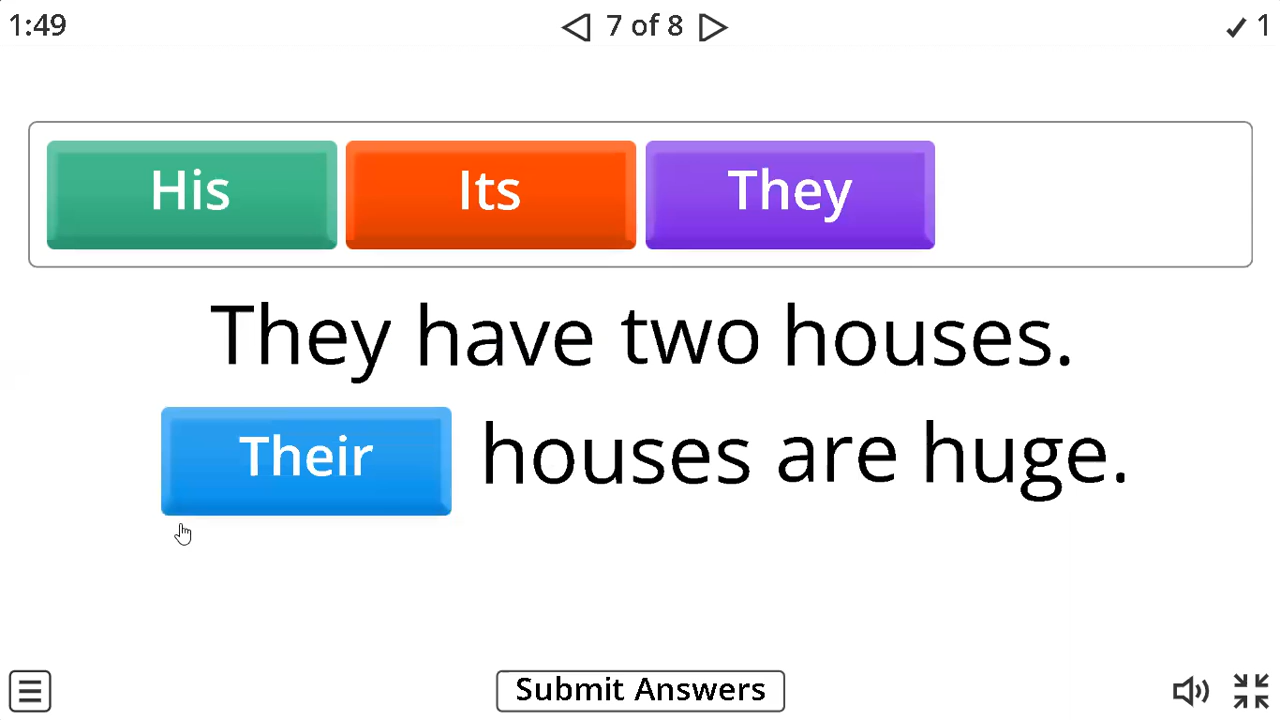 1:49
7 of 8
1
His Its They
They have two houses.
Their houses are huge.
Submit Answers